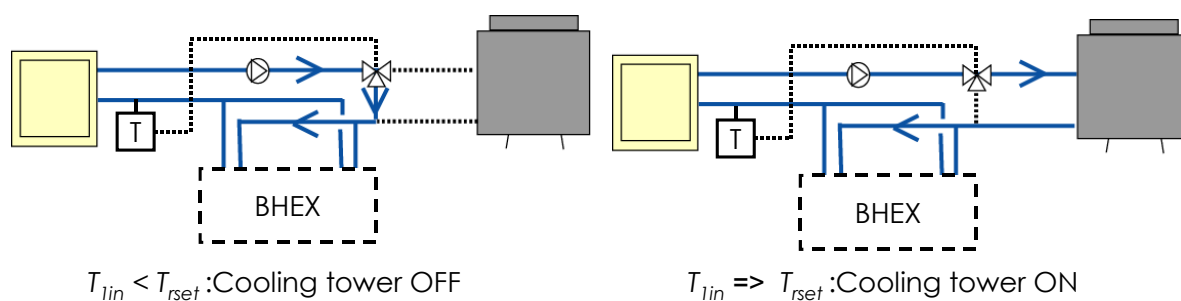 T
BHEX
T1in < Trset :Cooling tower OFF
T
BHEX
T1in => Trset :Cooling tower ON